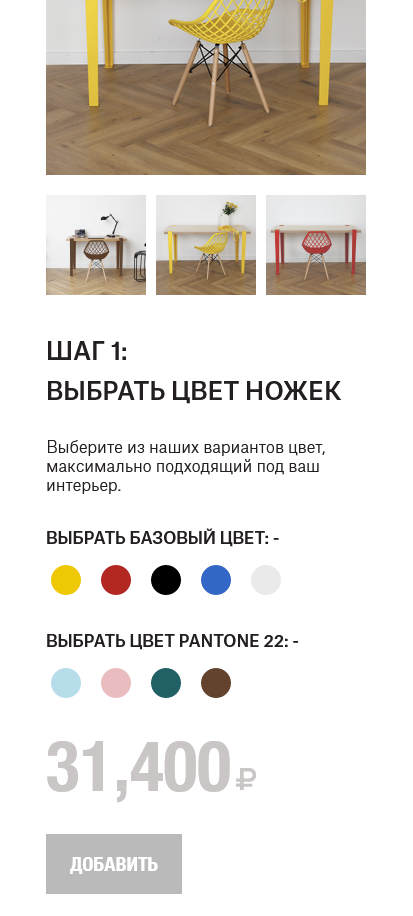 ШАГ 1:
ВЫБРАТЬ ЦВЕТ НОЖЕК
Выберите из наших вариантов цвет,
максимально подходящий под ваш
интерьер.
ВЫБРАТЬ БАЗОВЫЙ ЦВЕТ: -
ВЫБРАТЬ ЦВЕТ PANTONE 22: -
31,400₽
ДОБАВИТЬ